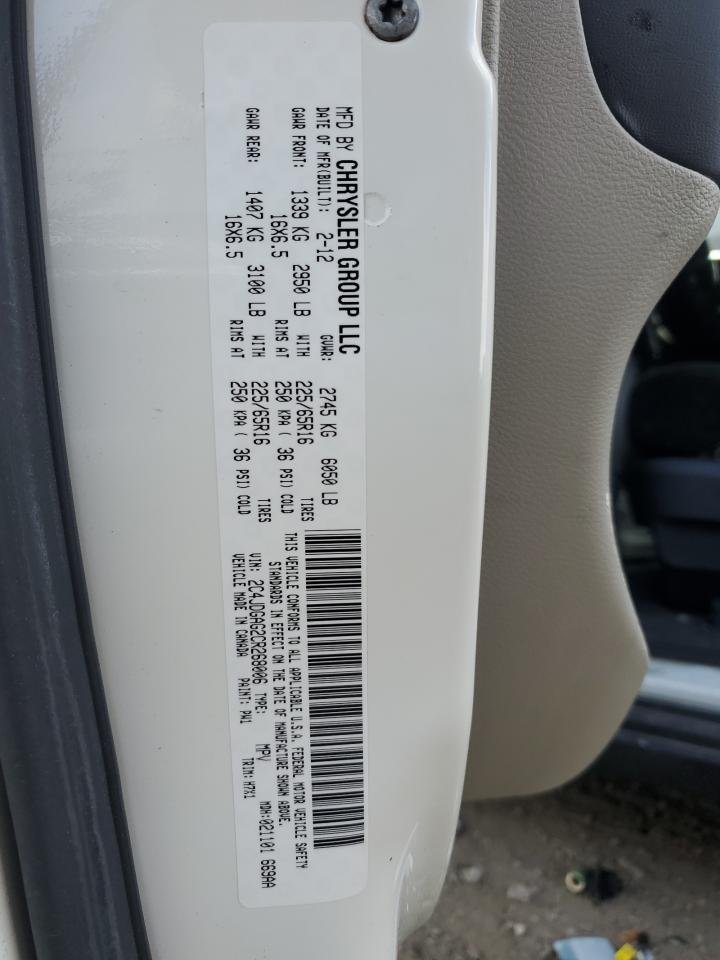 MFD BY CHRYSLER GROUP LLC
DATE OF MFR(BUILT): 2-12 GVWR: 2745 KG 6050 LB
GAWR FRONT: 1339 KG 2950 LB WITH 225/65R16 TIRES
16X6.5 RIMS AT 250 KPA ( 36 PSI) COLD
GAWR REAR: 1407 KG 3100 LB WITH 225/65R16 TIRES
16X6.5 RIMS AT 250 KPA ( 36 PSI) COLD
THIS VEHICLE CONFORMS TO ALL APPLICABLE U.S.A. FEDERAL MOTOR VEHICLE SAFETY
STANDARDS IN EFFECT ON THE DATE OF MANUFACTURE SHOWN ABOVE.
VIN: 2C4JDGAG2CR268006 TYPE: MPV MDH:021101 669AA
VEHICLE MADE IN CANADA PAINT: PW1 TRIM: H7X1